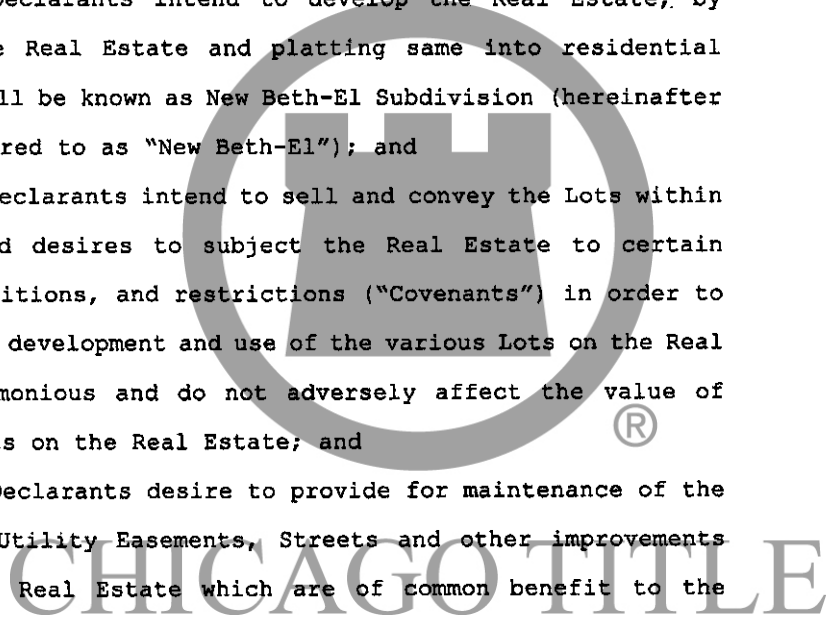 Declarants intend to develop the Real Estate, by
e Real Estate and platting same into residential
ll be known as New Beth-El Subdivision (hereinafter
red to as "New Beth-El"); and
eclarants intend to sell and convey the Lots within
d desires to subject the Real Estate to certain
itions, and restrictions ("Covenants") in order to
development and use of the various Lots on the Real
monious and do not adversely affect the value of
s on the Real Estate; and
Declarants desire to provide for maintenance of the
Utility Easements, Streets and other improvements
Real Estate which are of common benefit to the
®
CHICAGO TITLE